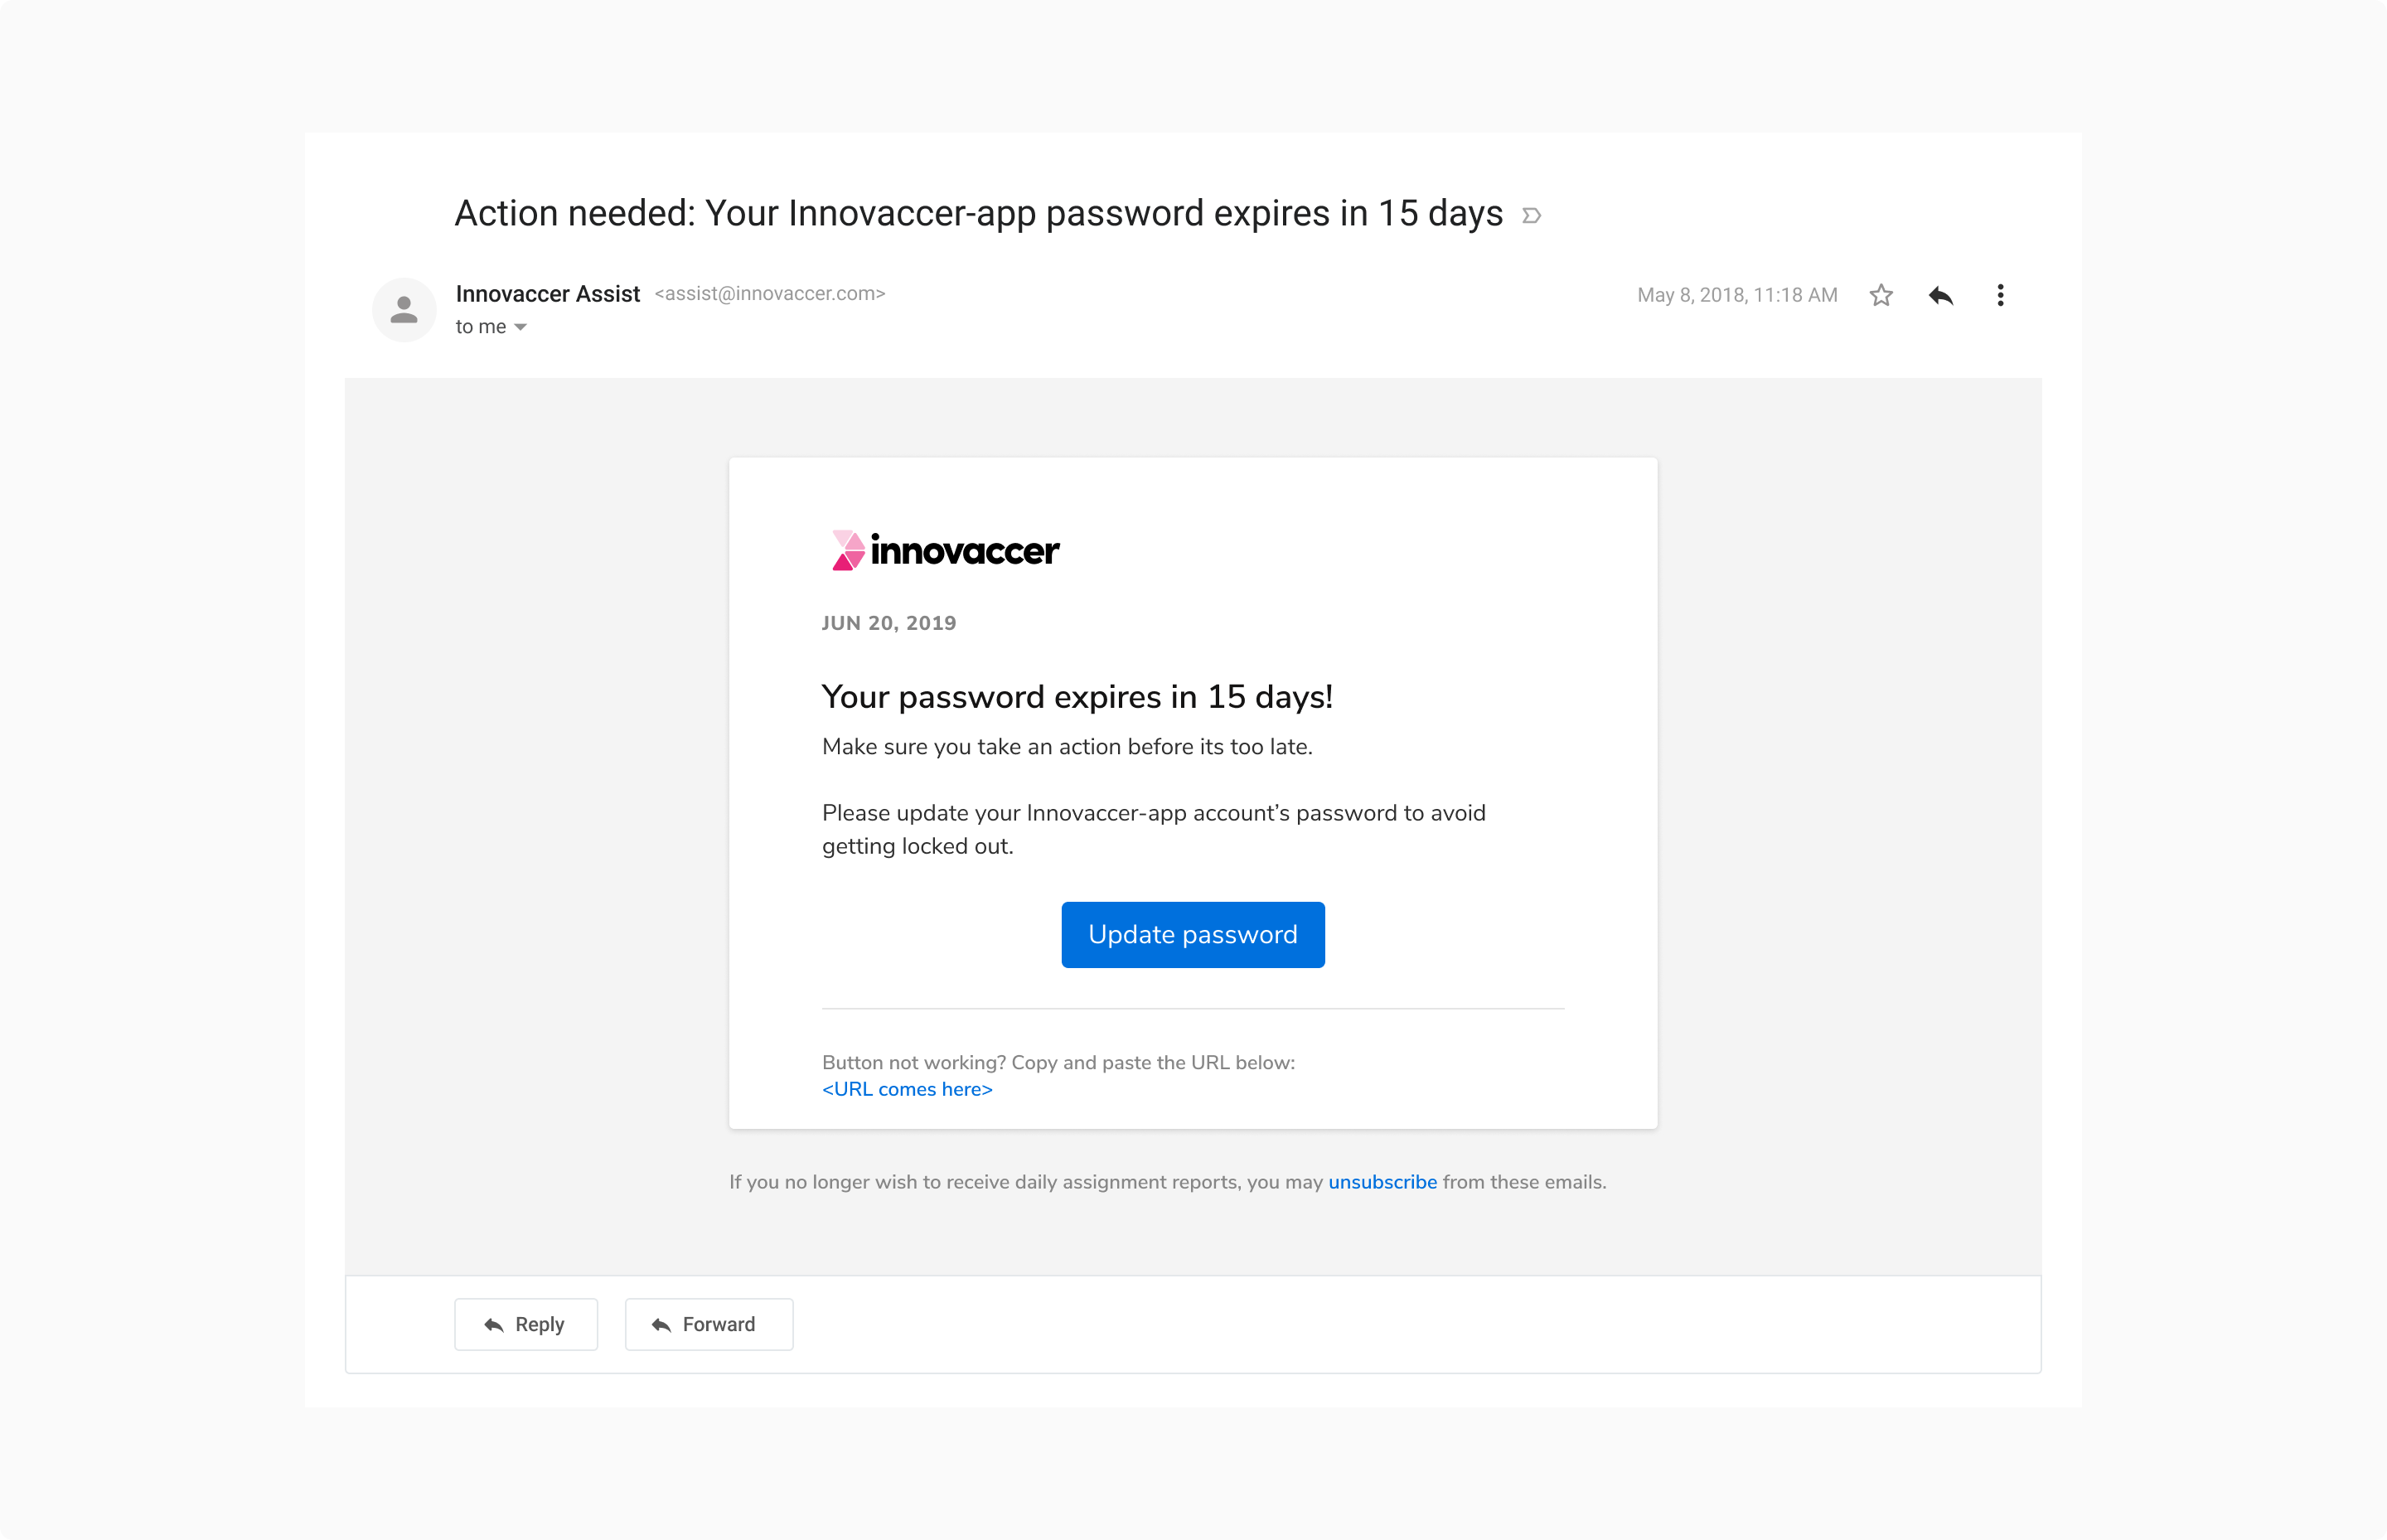 Action needed: Your Innovaccer-app password expires in 15 days
Innovaccer Assist <assist@innovaccer.com>
May 8, 2018, 11:18 AM
to me
innovaccer
JUN 20, 2019
Your password expires in 15 days!
Make sure you take an action before its too late.
Please update your Innovaccer-app account’s password to avoid
getting locked out.
Update password
Button not working? Copy and paste the URL below:
<URL comes here>
If you no longer wish to receive daily assignment reports, you may unsubscribe from these emails.
Reply
Forward